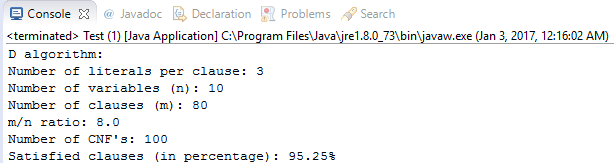 Console @ Javadoc Declaration Problems Search
<terminated> Test (1) [Java Application] C:\Program Files\Java\jre1.8.0_73\bin\javaw.exe (Jan 3, 2017, 12:16:02 AM)
D algorithm:
Number of literals per clause: 3
Number of variables (n): 10
Number of clauses (m): 80
m/n ratio: 8.0
Number of CNF's: 100
Satisfied clauses (in percentage): 95.25%